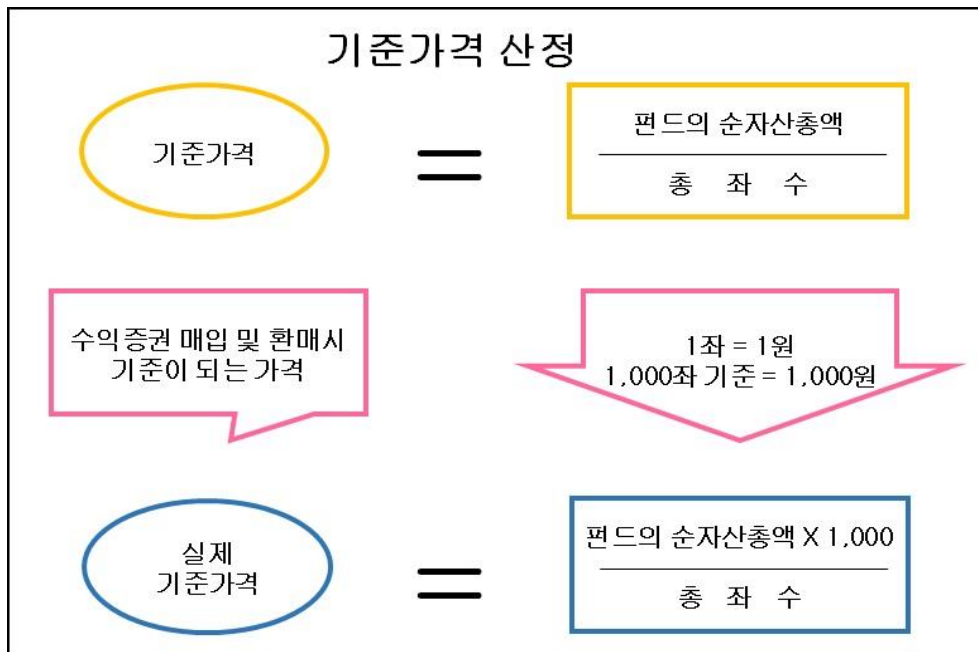 기준가격 산정
기준가격
=
펀드의 순자산총액
총 좌 수
수익증권 매입 및 환매시
기준이 되는 가격
1좌 = 1원
1,000좌 기준 = 1,000원
실제
기준가격
=
펀드의 순자산총액 X 1,000
총 좌 수